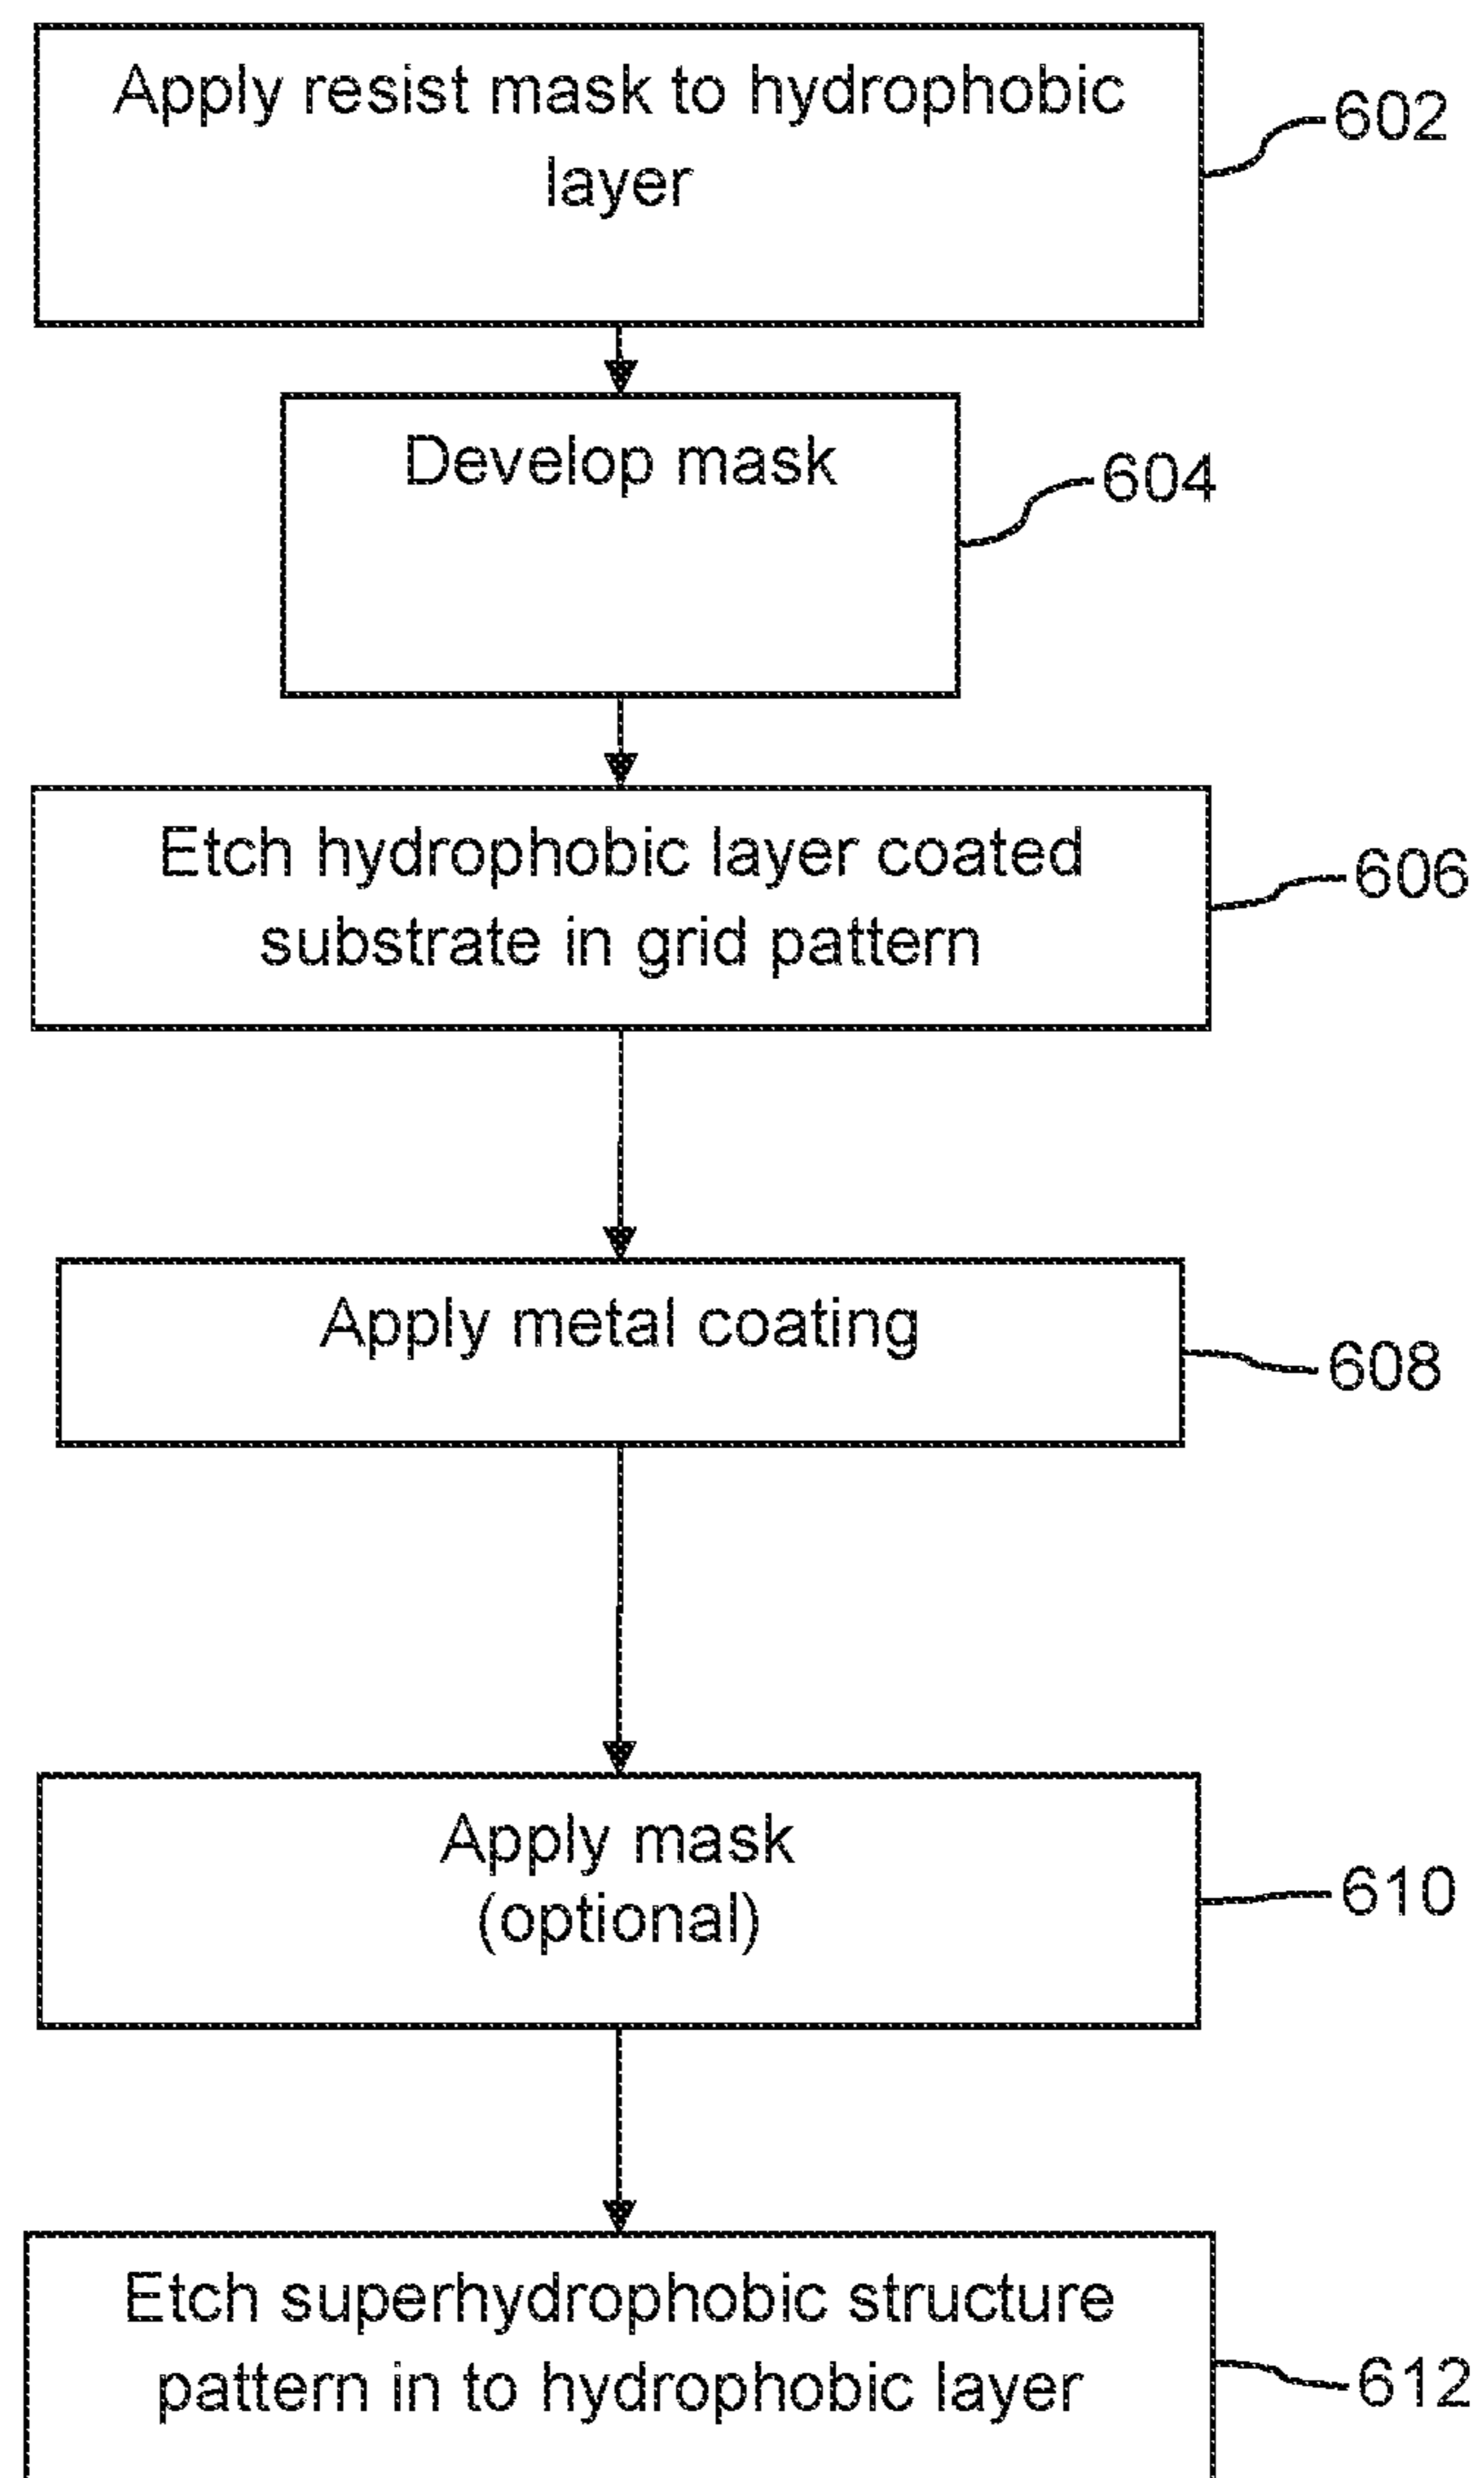 Apply resist mask to hydrophobic
layer
602
Develop mask
604
Etch hydrophobic layer coated
substrate in grid pattern
606
Apply metal coating
608
Apply mask
(optional)
610
Etch superhydrophobic structure
pattern in to hydrophobic layer
612